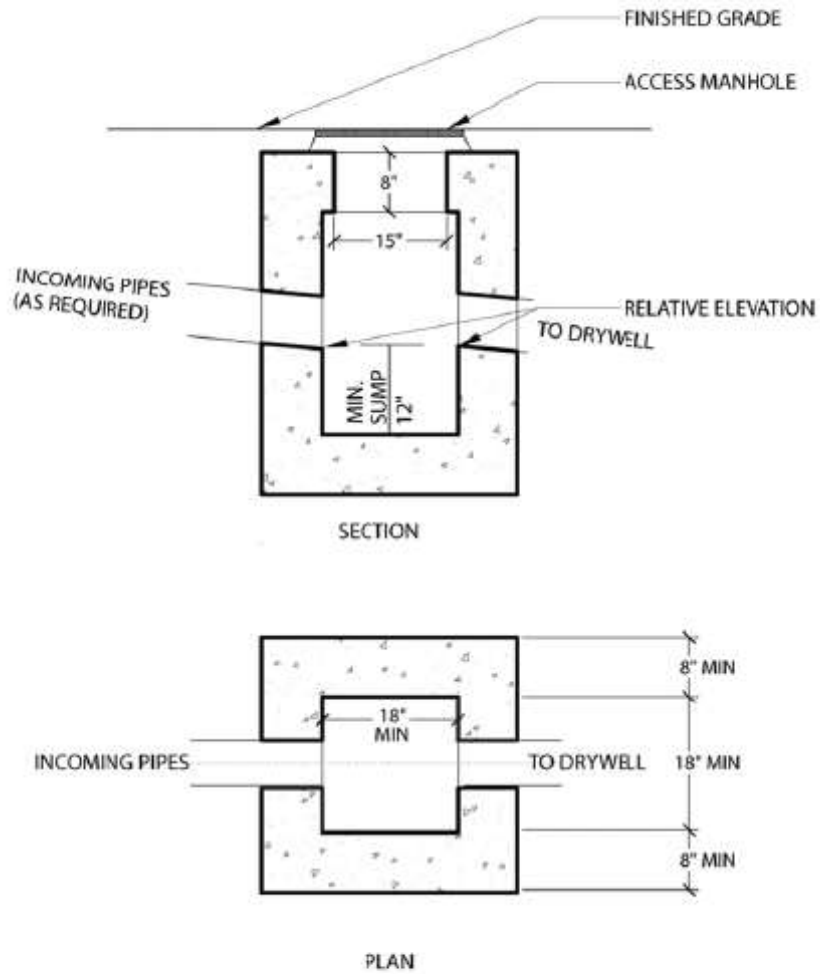 FINISHED GRADE
ACCESS MANHOLE
8"
15"
INCOMING PIPES
(AS REQUIRED)
RELATIVE ELEVATION
TO DRYWELL
MIN.
SUMP
12"
SECTION
8" MIN
18"
MIN
INCOMING PIPES
TO DRYWELL
18" MIN
8" MIN
PLAN